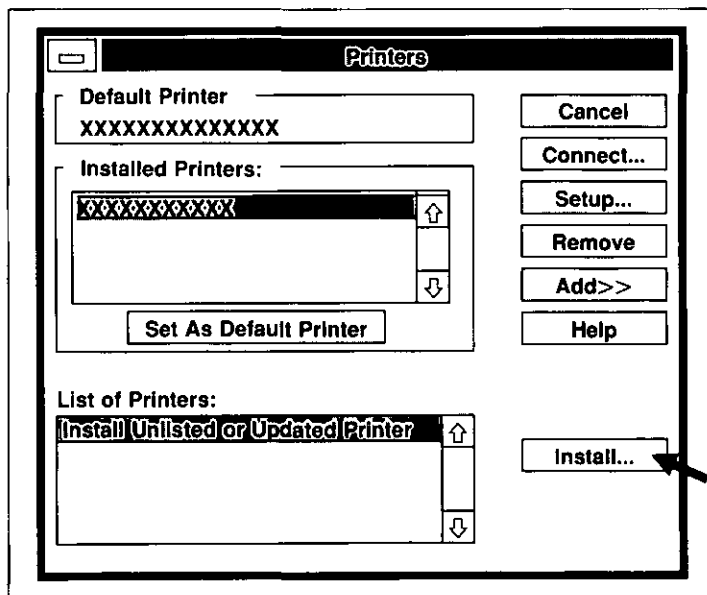 Printers
Default Printer
XXXXXXXXXXXXXX
Installed Printers:
XXXXXXXXXXX
Set As Default Printer
Cancel
Connect...
Setup...
Remove
Add>>
Help
List of Printers:
Install Unlisted or Updated Printer
Install...